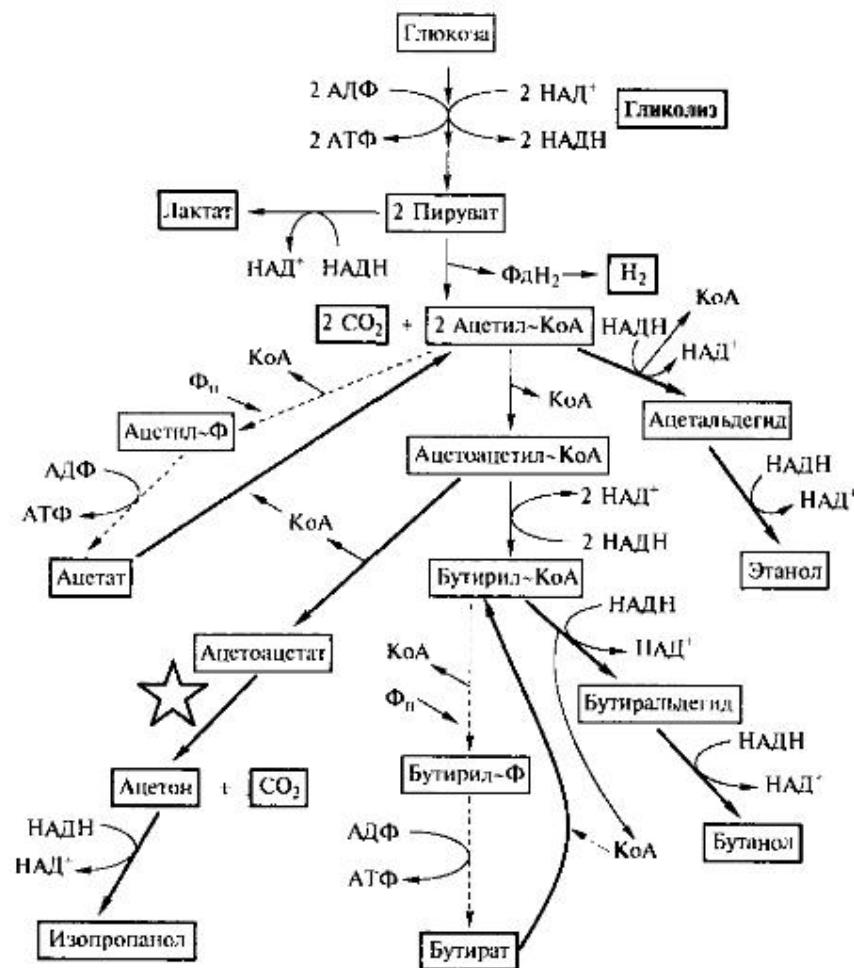 Глюкоза
2 АДФ
2 НАД⁺
Гликолиз
2 АТФ
2 НАДН
Лактат
2 Пируват
НАД⁺
НАДН
ФдН₂
H₂
КоА
2 CO₂ + 2 Ацетил~КоА
НАДН
НАД⁺
КоА
Фн
КоА
Ацетил~Ф
Ацетальдегид
АДФ
Ацетоацетил~КоА
НАДН
АТФ
КоА
2 НАД⁺
НАД⁺
2 НАДН
Ацетат
Бутирил~КоА
Этанол
НАДН
Ацетоацетат
КоА
НАД⁺
Фн
Бутиральдегид
НАДН
Ацетон + CO₂
Бутирил~Ф
НАД⁺
НАДН
АДФ
КоА
Бутанол
НАД⁺
АТФ
Изопропанол
Бутират